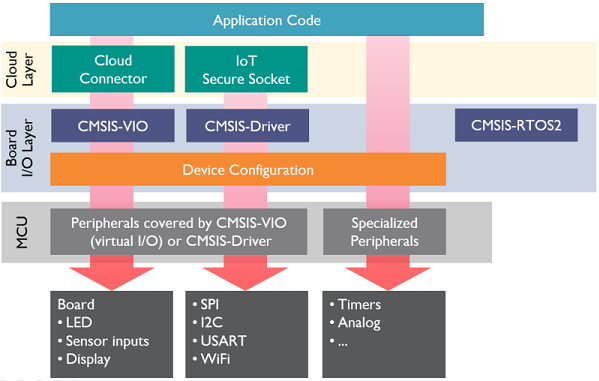 Application Code
Cloud
Layer
Cloud
Connector
IoT
Secure Socket
Board
I/O Layer
CMSIS-VIO
CMSIS-Driver
CMSIS-RTOS2
Device Configuration
MCU
Peripherals covered by CMSIS-VIO
(virtual I/O) or CMSIS-Driver
Specialized
Peripherals
Board
• LED
• Sensor inputs
• Display
• SPI
• I2C
• USART
• WiFi
• Timers
• Analog
• ...